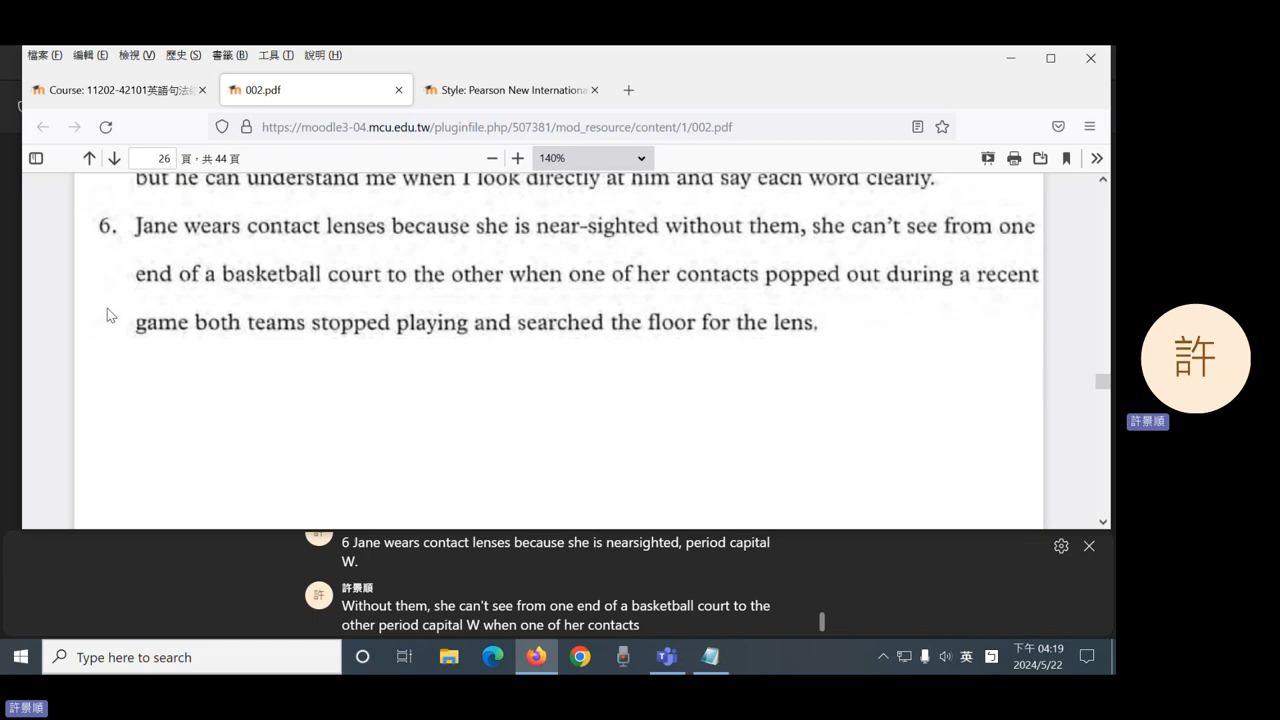 檔案 (F) 編輯 (E) 檢視 (V) 歷史 (S) 書籤 (B) 工具 (T) 說明 (H)
Course: 11202-42101英語句法 002.pdf Style: Pearson New Internationa
https://moodle3-04.mcu.edu.tw/pluginfile.php/507381/mod_resource/content/1/002.pdf
26 頁，共 44 頁 140%
but he can understand me when I look directly at him and say each word clearly.
6. Jane wears contact lenses because she is near-sighted without them, she can't see from one
end of a basketball court to the other when one of her contacts popped out during a recent
game both teams stopped playing and searched the floor for the lens.
許
許景順
許
6 Jane wears contact lenses because she is nearsighted, period capital
W.
許景順
許
Without them, she can't see from one end of a basketball court to the
other period capital W when one of her contacts
Type here to search
英
下午 04:19
2024/5/22
許景順